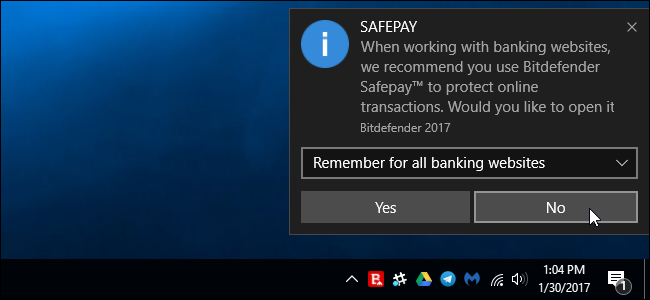 SAFEPAY
When working with banking websites,
we recommend you use Bitdefender
Safepay™ to protect online
transactions. Would you like to open it
Bitdefender 2017
Remember for all banking websites
Yes
No
1:04 PM
1/30/2017
1